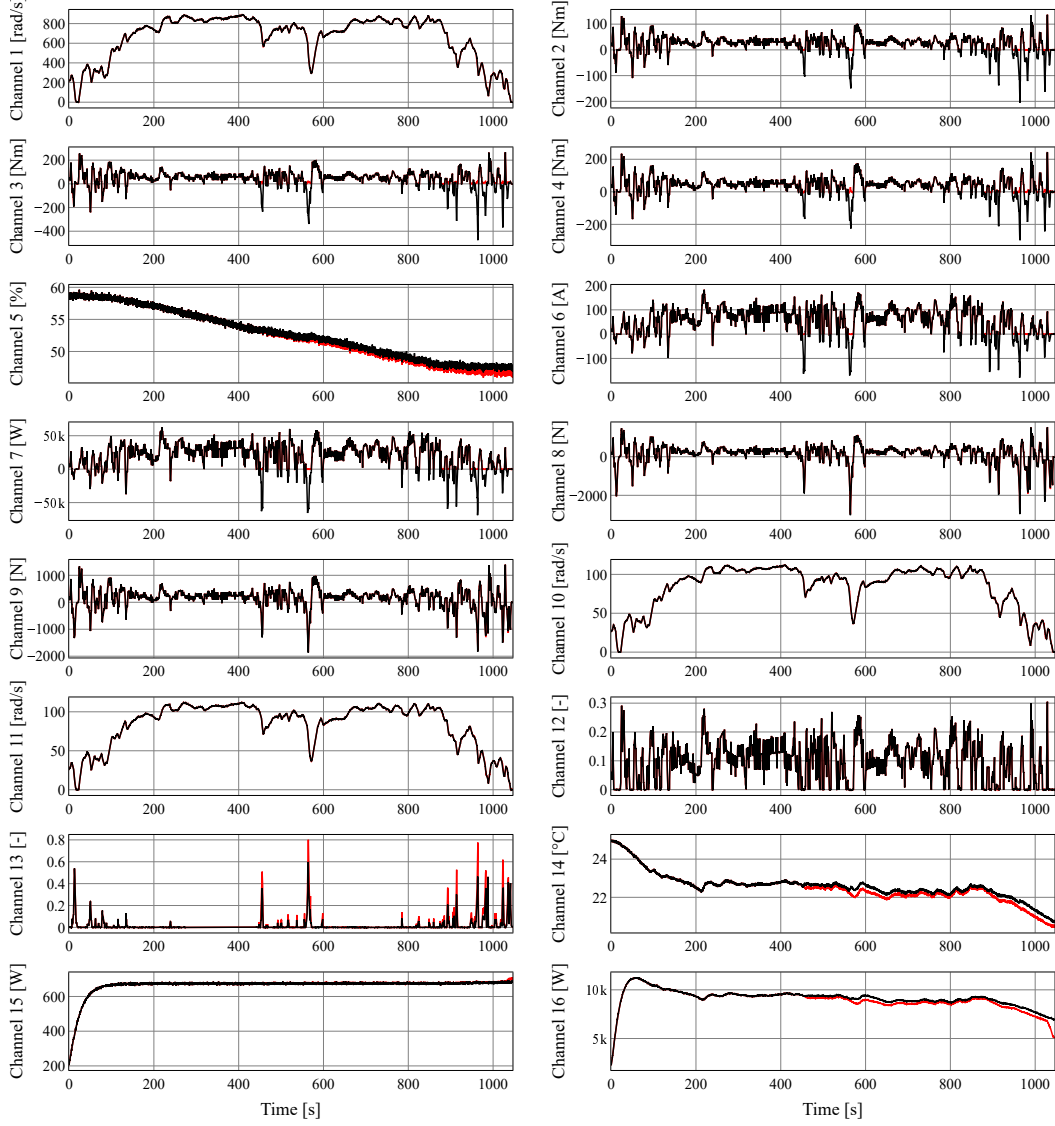 Channel 1 [rad/s]
800
600
400
200
0
0 200 400 600 800 1000
Channel 2 [Nm]
100
0
−100
−200
0 200 400 600 800 1000
Channel 3 [Nm]
200
0
−200
−400
0 200 400 600 800 1000
Channel 4 [Nm]
200
0
−200
0 200 400 600 800 1000
Channel 5 [%]
60
55
50
0 200 400 600 800 1000
Channel 6 [A]
200
100
0
−100
0 200 400 600 800 1000
Channel 7 [W]
50k
0
−50k
0 200 400 600 800 1000
Channel 8 [N]
0
−2000
0 200 400 600 800 1000
Channel 9 [N]
1000
0
−1000
−2000
0 200 400 600 800 1000
Channel 10 [rad/s]
100
50
0
0 200 400 600 800 1000
Channel 11 [rad/s]
100
50
0
0 200 400 600 800 1000
Channel 12 [-]
0.3
0.2
0.1
0
0 200 400 600 800 1000
Channel 13 [-]
0.8
0.6
0.4
0.2
0
0 200 400 600 800 1000
Channel 14 [°C]
24
22
0 200 400 600 800 1000
Channel 15 [W]
600
400
200
0 200 400 600 800 1000
Time [s]
Channel 16 [W]
10k
5k
0 200 400 600 800 1000
Time [s]